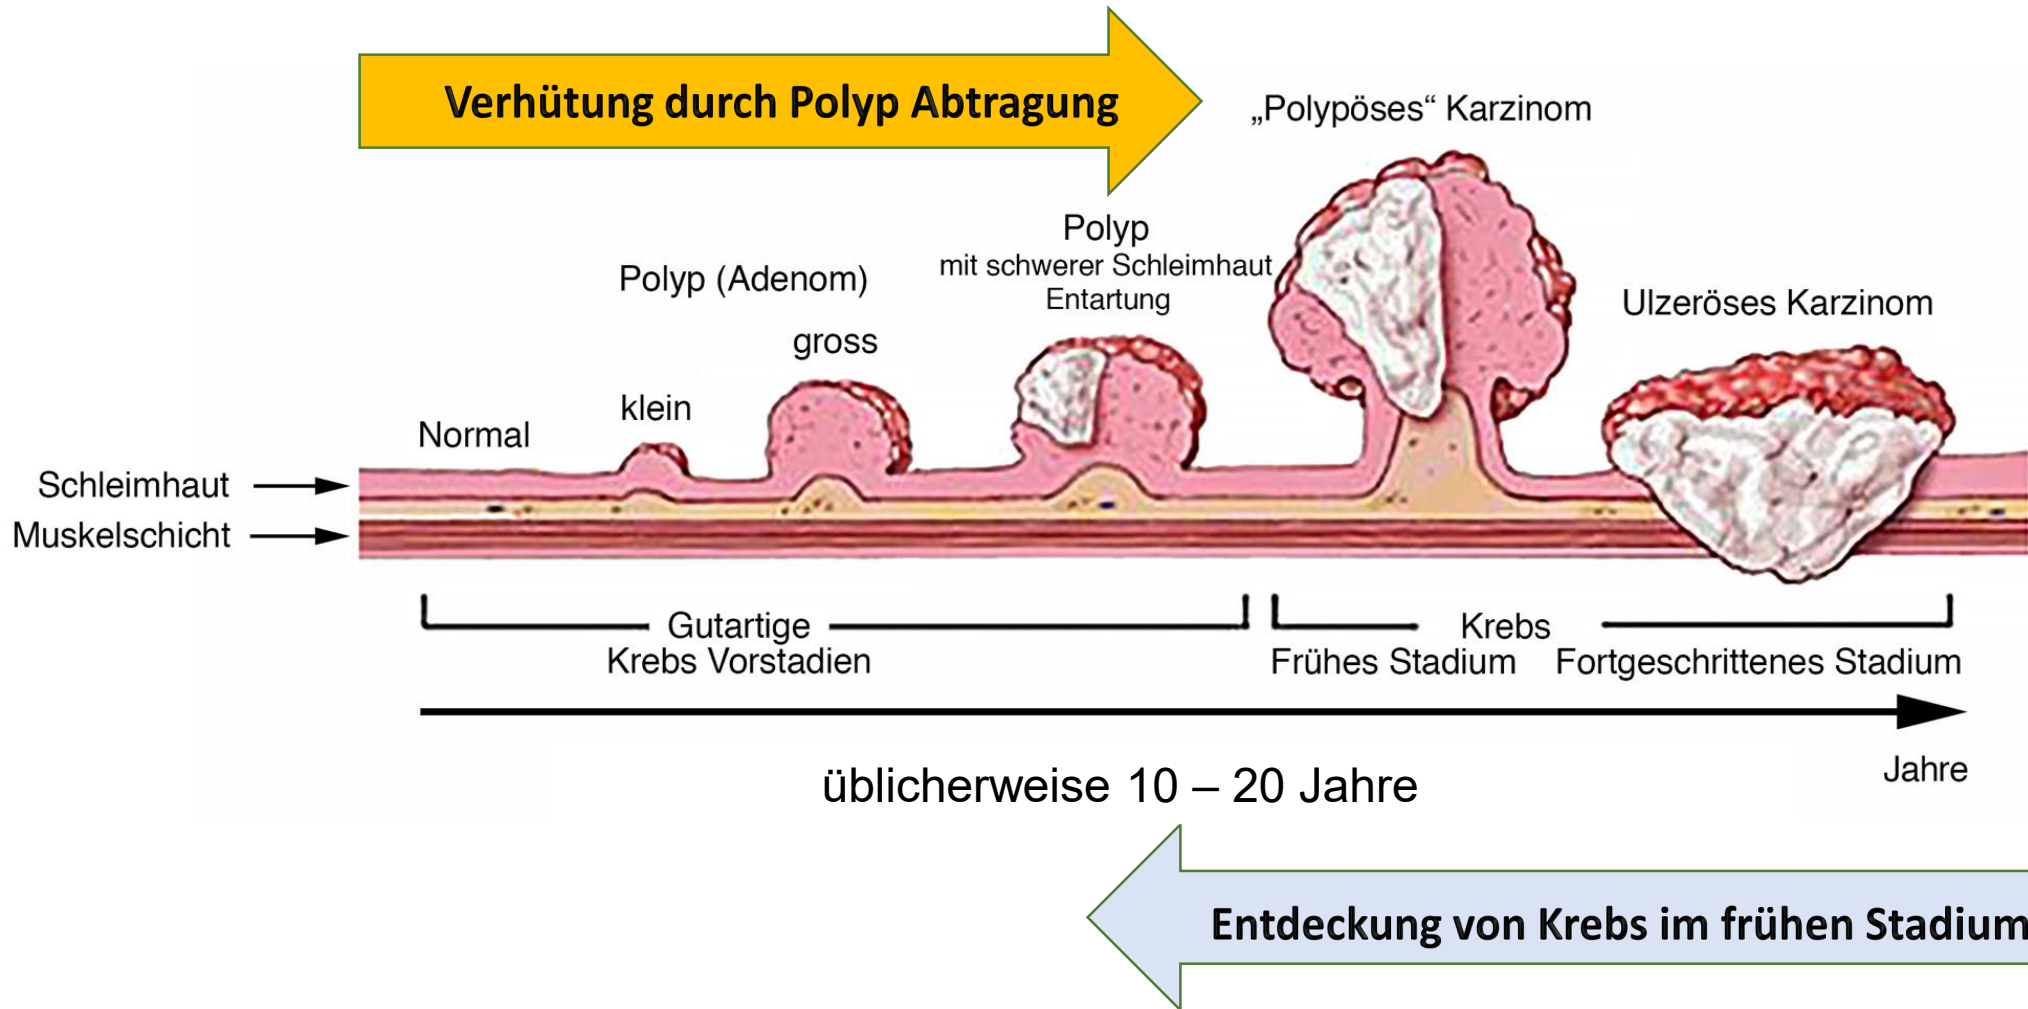 Verhütung durch Polyp Abtragung
„Polypöses“ Karzinom
Polyp
mit schwerer Schleimhaut
Entartung
Polyp (Adenom)
gross
klein
Normal
Ulzeröses Karzinom
Schleimhaut
Muskelschicht
Gutartige
Krebs Vorstadien
Krebs
Frühes Stadium
Fortgeschrittenes Stadium
Jahre
üblicherweise 10 – 20 Jahre
Entdeckung von Krebs im frühen Stadium